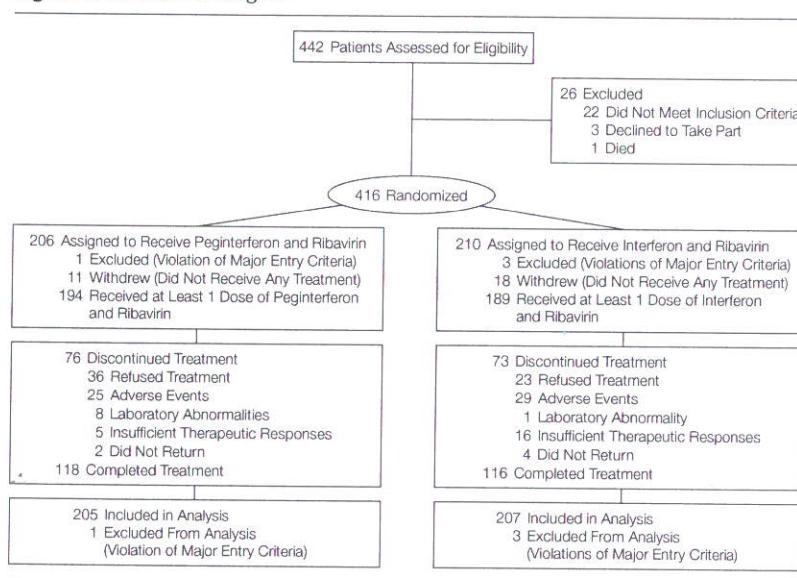 442 Patients Assessed for Eligibility
26 Excluded
22 Did Not Meet Inclusion Criteria
3 Declined to Take Part
1 Died
416 Randomized
206 Assigned to Receive Peginterferon and Ribavirin
1 Excluded (Violation of Major Entry Criteria)
11 Withdrew (Did Not Receive Any Treatment)
194 Received at Least 1 Dose of Peginterferon
and Ribavirin
210 Assigned to Receive Interferon and Ribavirin
3 Excluded (Violations of Major Entry Criteria)
18 Withdrew (Did Not Receive Any Treatment)
189 Received at Least 1 Dose of Interferon
and Ribavirin
76 Discontinued Treatment
36 Refused Treatment
25 Adverse Events
8 Laboratory Abnormalities
5 Insufficient Therapeutic Responses
2 Did Not Return
118 Completed Treatment
73 Discontinued Treatment
23 Refused Treatment
29 Adverse Events
1 Laboratory Abnormality
16 Insufficient Therapeutic Responses
4 Did Not Return
116 Completed Treatment
205 Included in Analysis
1 Excluded From Analysis
(Violation of Major Entry Criteria)
207 Included in Analysis
3 Excluded From Analysis
(Violations of Major Entry Criteria)